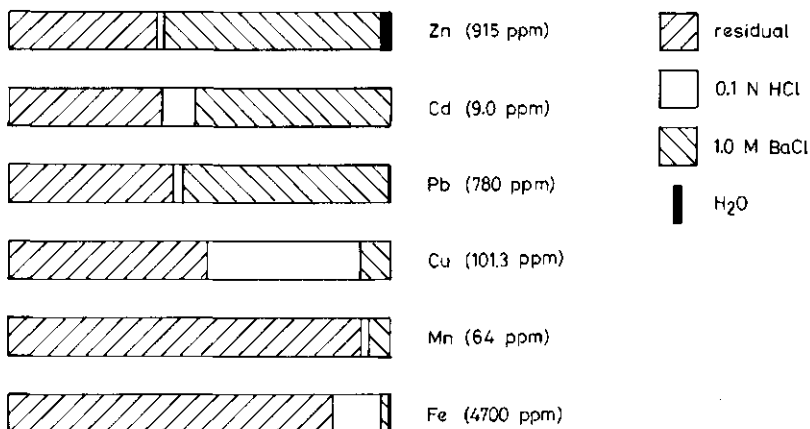 Zn (915 ppm)
Cd (9.0 ppm)
Pb (780 ppm)
Cu (101.3 ppm)
Mn (64 ppm)
Fe (4700 ppm)
residual
0.1 N HCl
1.0 M BaCl
H₂O